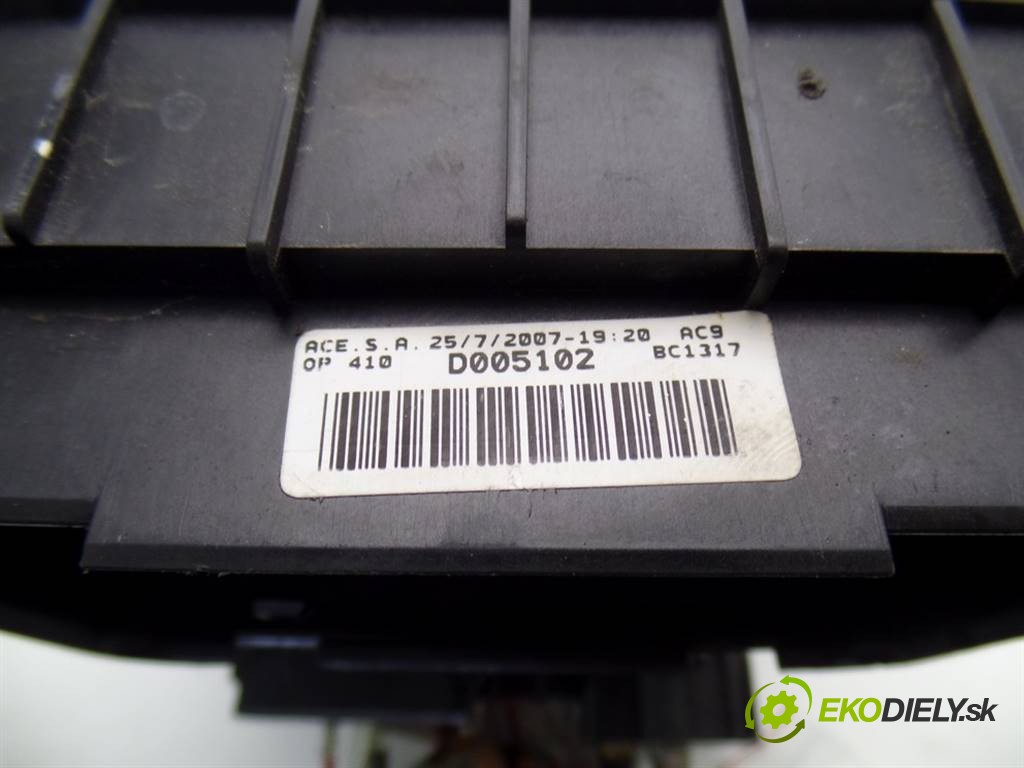 ACE.S.A. 25/7/2007-19:20 AC9
OP 410 D005102 BC1317
EKODIELY.sk